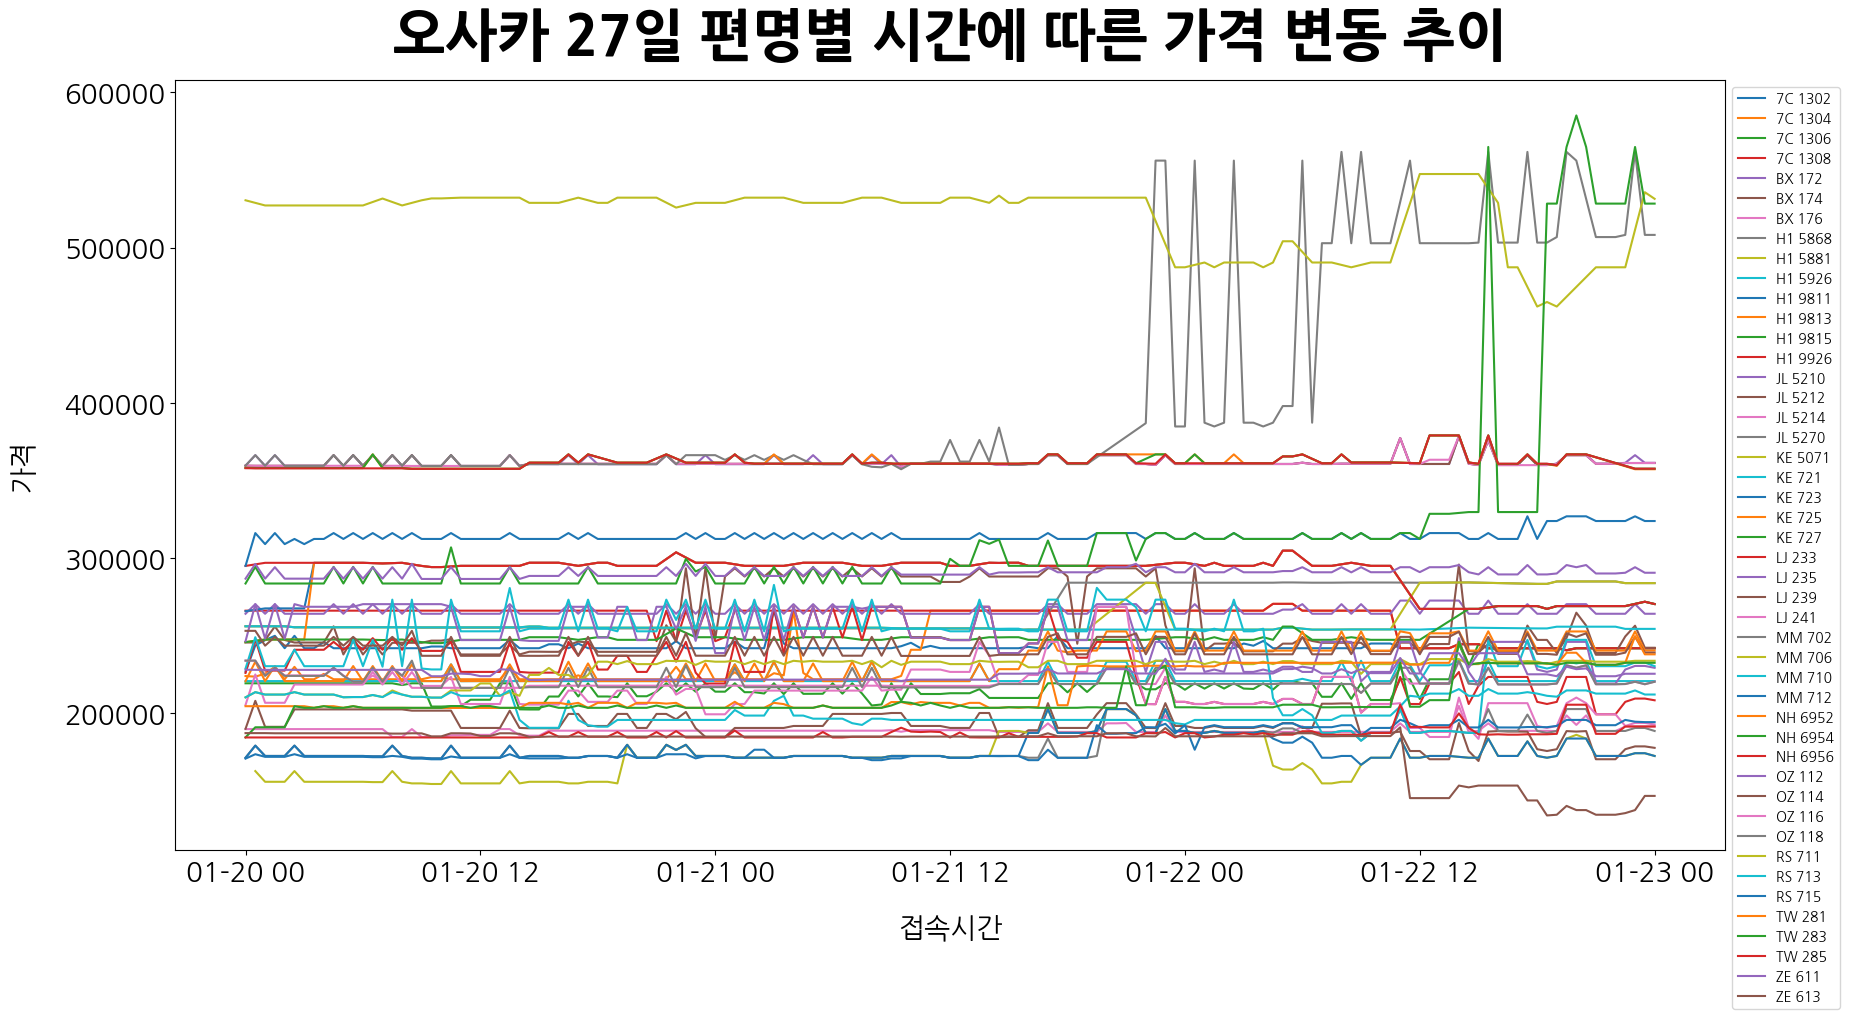 오사카 27일 편명별 시간에 따른 가격 변동 추이
600000
500000
400000
300000
200000
가격
01-20 00
01-20 12
01-21 00
01-21 12
01-22 00
01-22 12
01-23 00
접속시간
7C 1302
7C 1304
7C 1306
7C 1308
BX 172
BX 174
BX 176
H1 5868
H1 5881
H1 5926
H1 9811
H1 9813
H1 9815
H1 9926
JL 5210
JL 5212
JL 5214
JL 5270
KE 5071
KE 721
KE 723
KE 725
KE 727
LJ 233
LJ 235
LJ 239
LJ 241
MM 702
MM 706
MM 710
MM 712
NH 6952
NH 6954
NH 6956
OZ 112
OZ 114
OZ 116
OZ 118
RS 711
RS 713
RS 715
TW 281
TW 283
TW 285
ZE 611
ZE 613